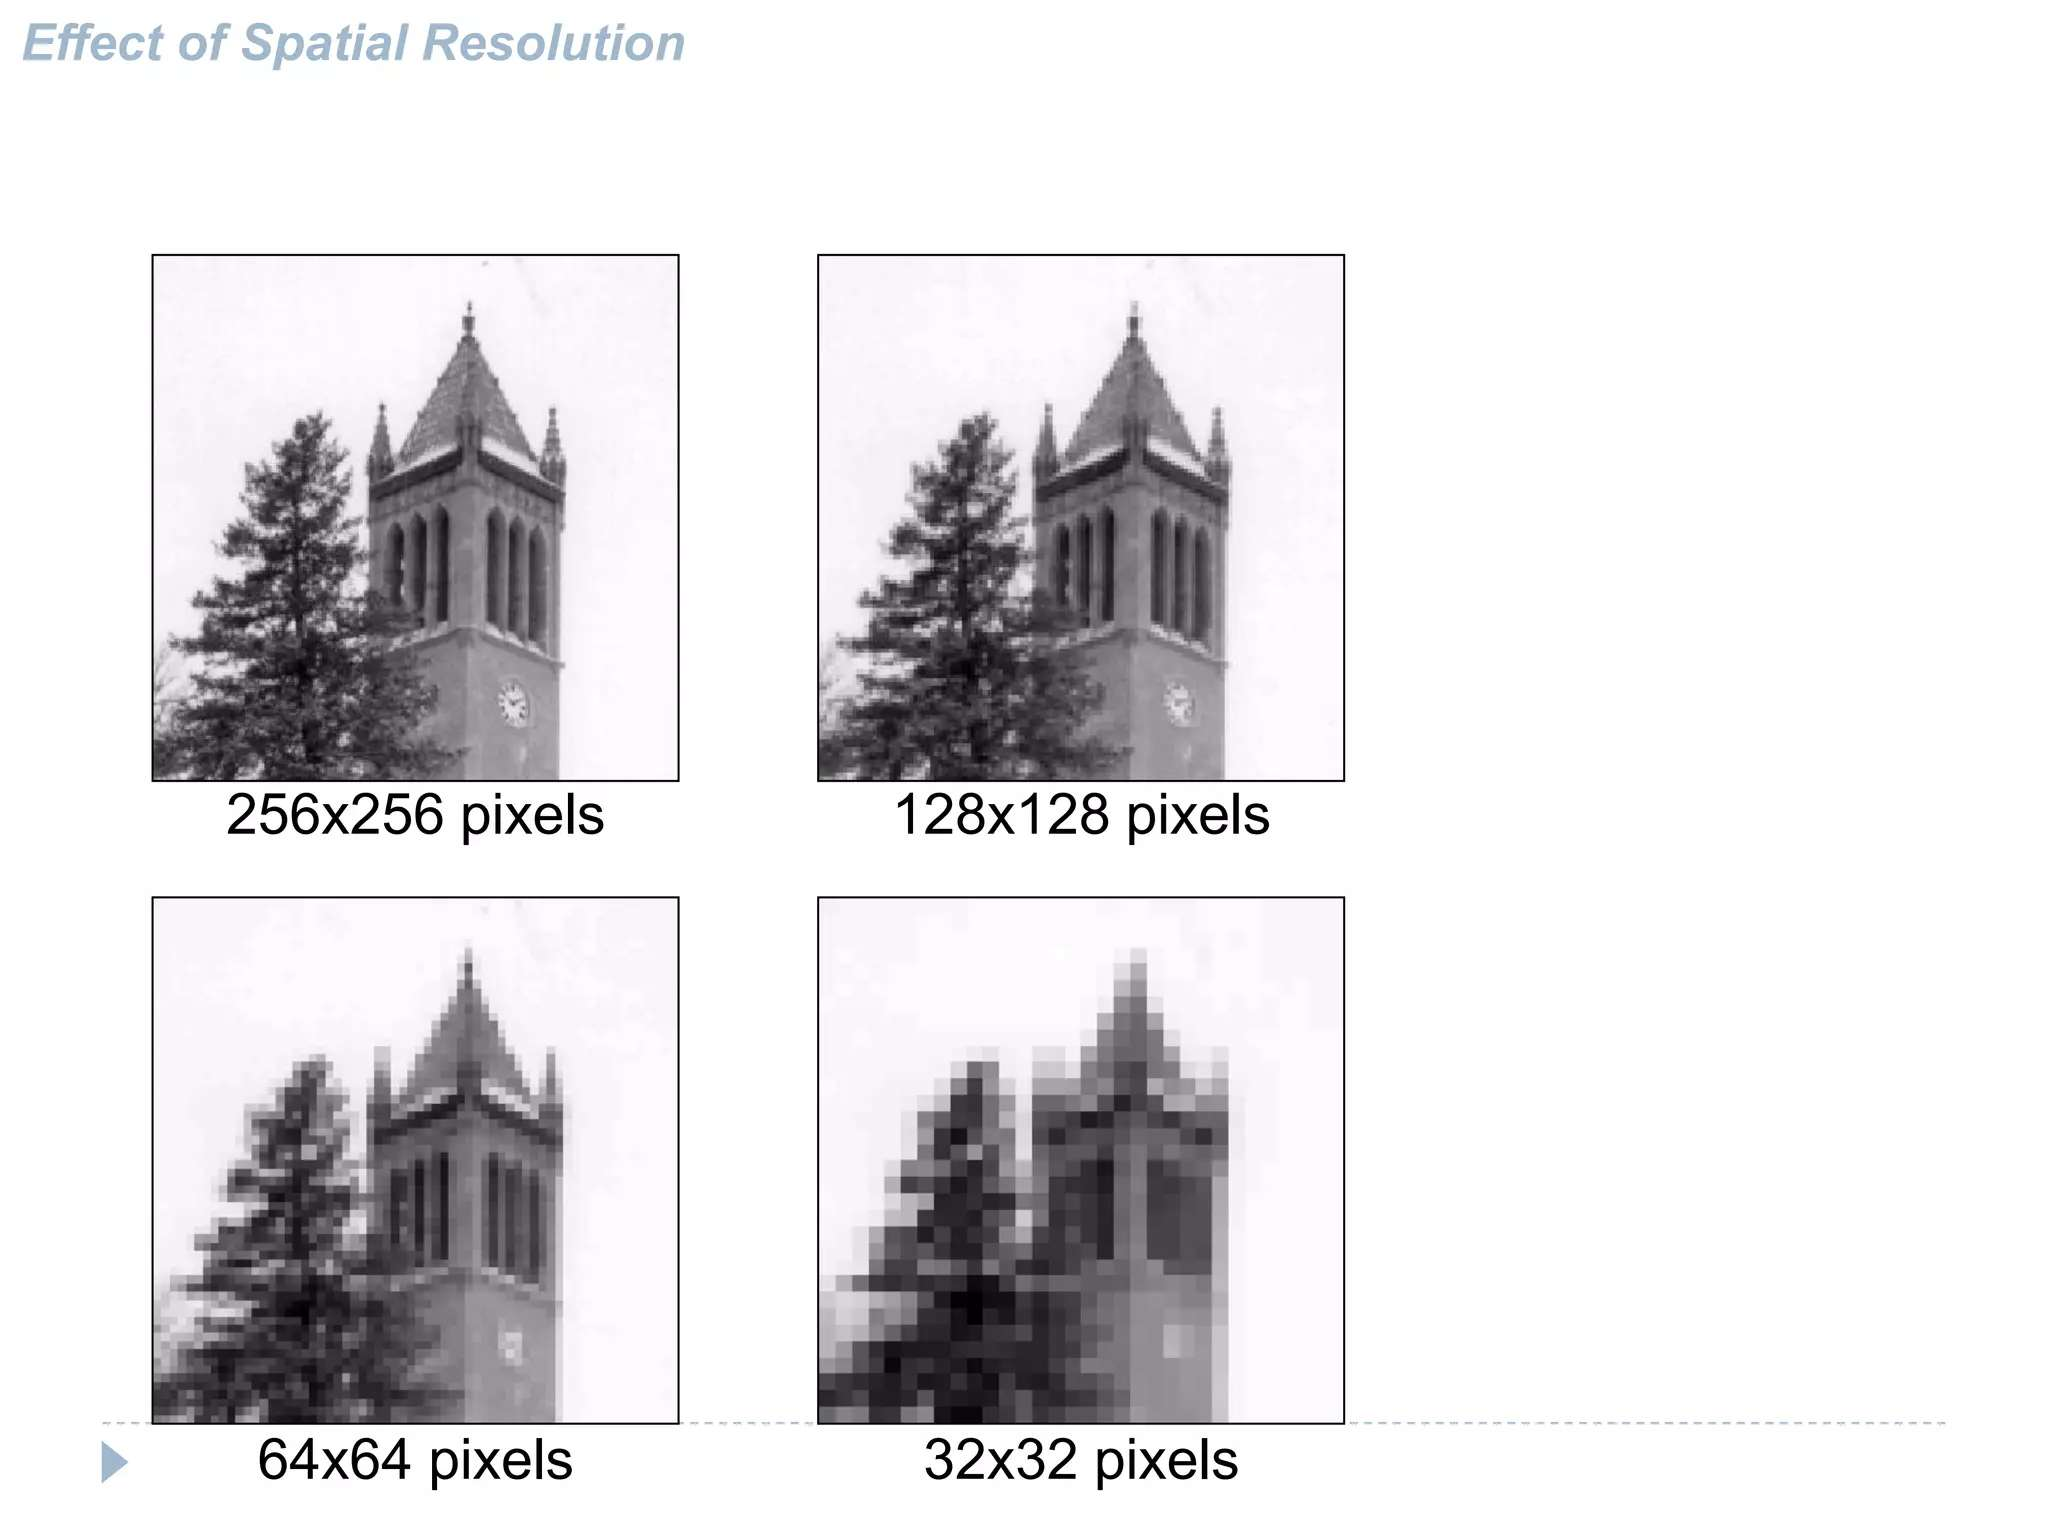 Effect of Spatial Resolution
256x256 pixels
128x128 pixels
64x64 pixels
32x32 pixels